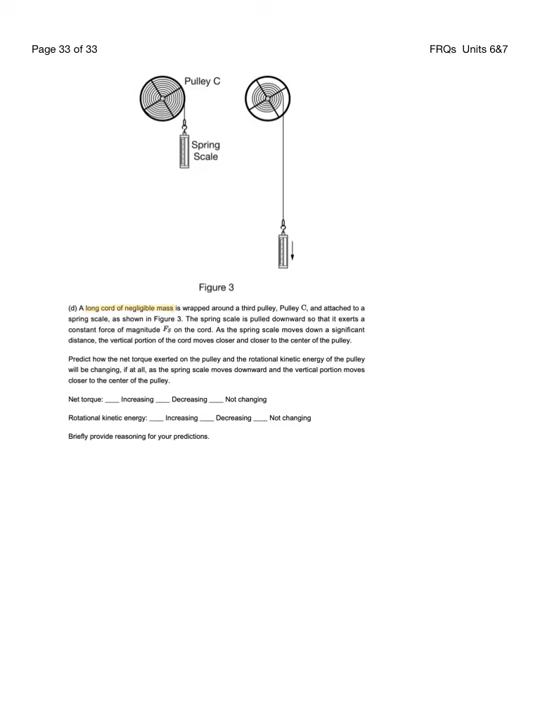 Page 33 of 33
FRQs Units 6&7
Pulley C
Spring
Scale
Figure 3
(d) A long cord of negligible mass is wrapped around a third pulley, Pulley C, and attached to a
spring scale, as shown in Figure 3. The spring scale is pulled downward so that it exerts a
constant force of magnitude F_S on the cord. As the spring scale moves down a significant
distance, the vertical portion of the cord moves closer and closer to the center of the pulley.
Predict how the net torque exerted on the pulley and the rotational kinetic energy of the pulley
will be changing, if at all, as the spring scale moves downward and the vertical portion moves
closer to the center of the pulley.
Net torque: ____ Increasing ____ Decreasing ____ Not changing
Rotational kinetic energy: ____ Increasing ____ Decreasing ____ Not changing
Briefly provide reasoning for your predictions.